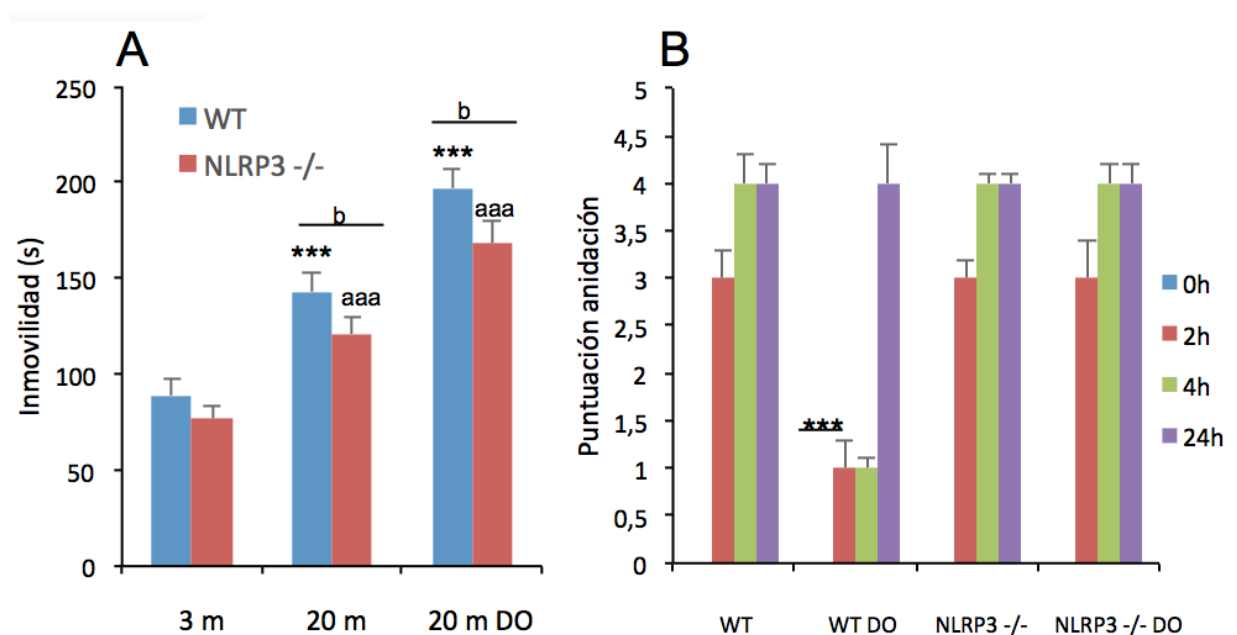 A
Inmovilidad (s)
250
200
150
100
50
0
WT
NLRP3 -/-
b
***
aaa
b
***
aaa
3 m 20 m 20 m DO
B
Puntuación anidación
5
4,5
4
3,5
3
2,5
2
1,5
1
0,5
0
***
WT WT DO NLRP3 -/- NLRP3 -/- DO
0h
2h
4h
24h